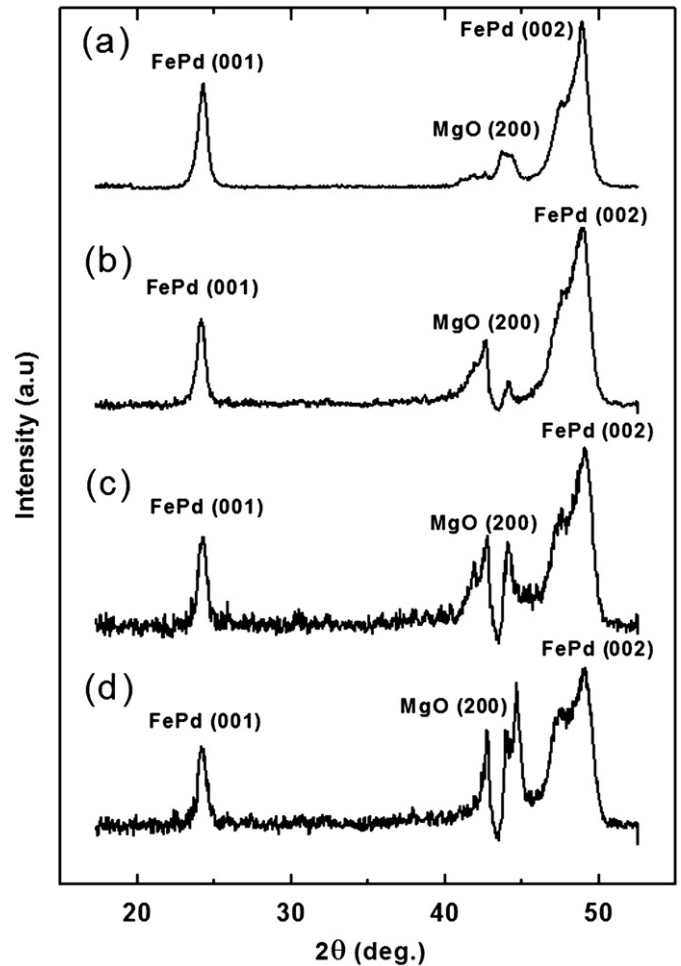 (a)
FePd (001)
FePd (002)
MgO (200)
(b)
FePd (001)
FePd (002)
MgO (200)
(c)
FePd (001)
FePd (002)
MgO (200)
(d)
FePd (001)
FePd (002)
MgO (200)
Intensity (a.u)
20 30 40 50
2θ (deg.)